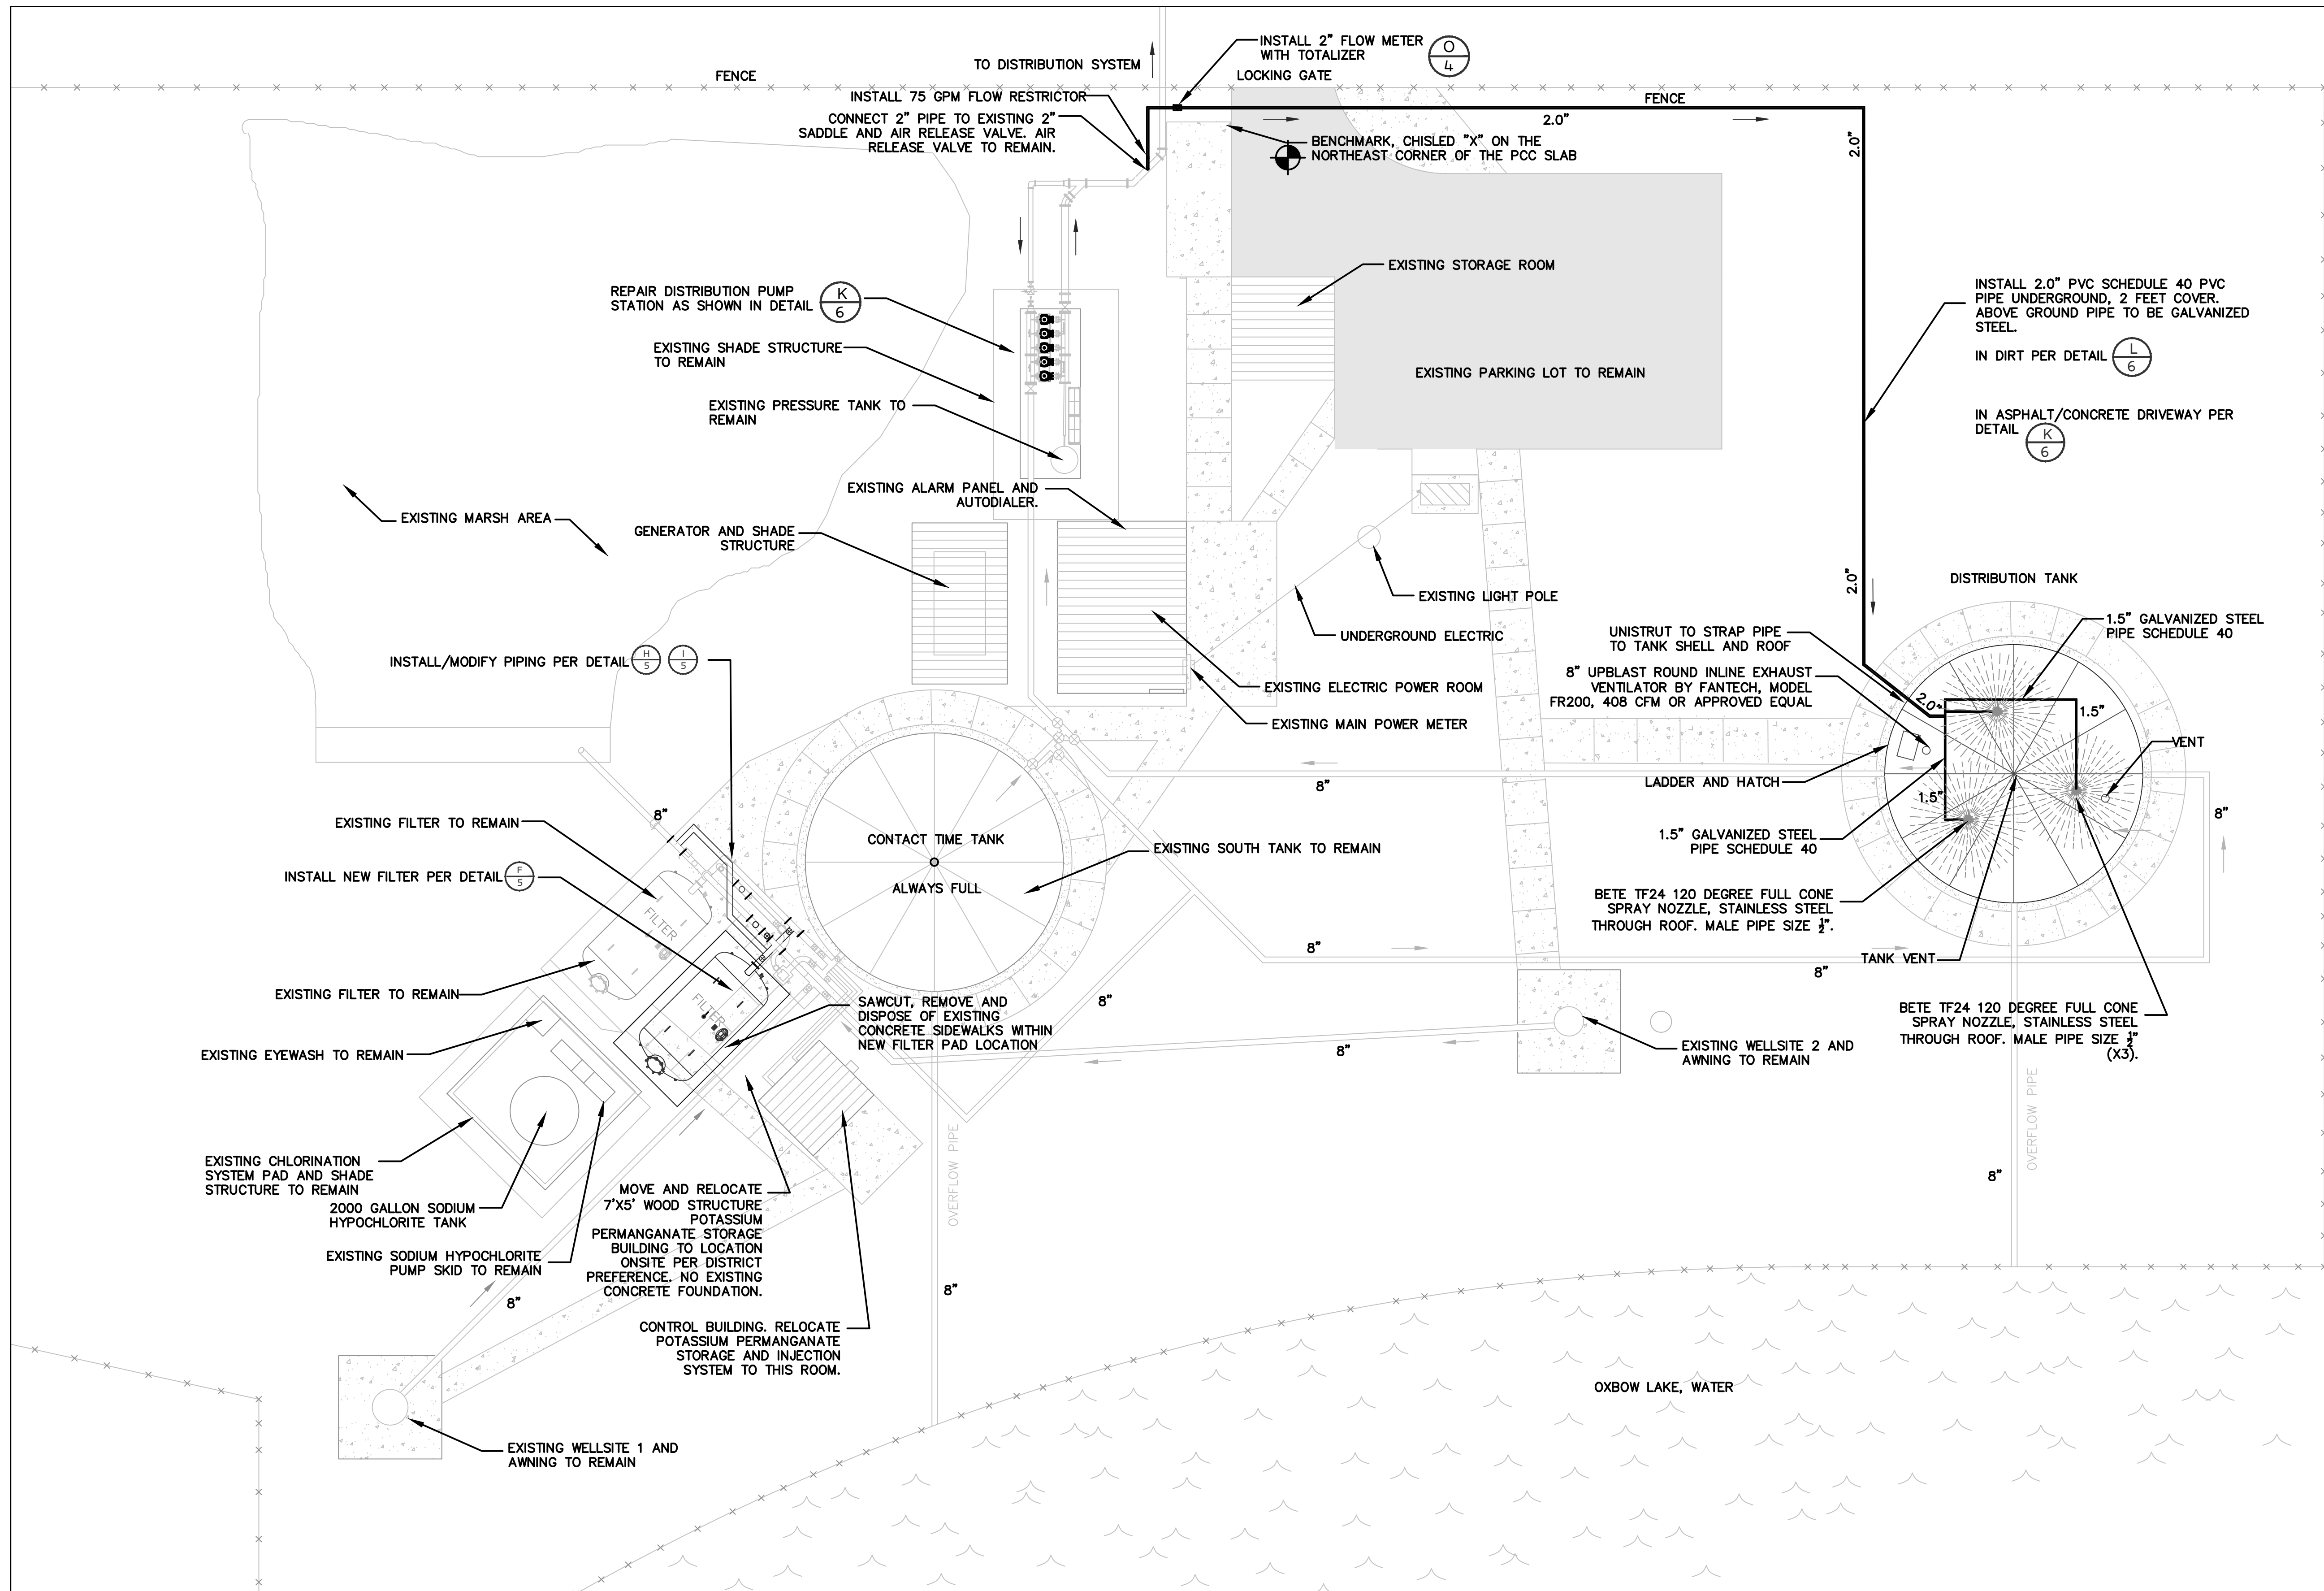 INSTALL 2" FLOW METER
WITH TOTALIZER
O
4
TO DISTRIBUTION SYSTEM
FENCE
LOCKING GATE
INSTALL 75 GPM FLOW RESTRICTOR
FENCE
CONNECT 2" PIPE TO EXISTING 2"
SADDLE AND AIR RELEASE VALVE. AIR
RELEASE VALVE TO REMAIN.
2.0"
2.0"
BENCHMARK, CHISLED "X" ON THE
NORTHEAST CORNER OF THE PCC SLAB
EXISTING STORAGE ROOM
REPAIR DISTRIBUTION PUMP
STATION AS SHOWN IN DETAIL
K
6
INSTALL 2.0" PVC SCHEDULE 40 PVC
PIPE UNDERGROUND, 2 FEET COVER.
ABOVE GROUND PIPE TO BE GALVANIZED
STEEL.
IN DIRT PER DETAIL
L
6
EXISTING SHADE STRUCTURE
TO REMAIN
EXISTING PARKING LOT TO REMAIN
EXISTING PRESSURE TANK TO
REMAIN
IN ASPHALT/CONCRETE DRIVEWAY PER
DETAIL
K
6
EXISTING ALARM PANEL AND
AUTODIALER.
EXISTING MARSH AREA
GENERATOR AND SHADE
STRUCTURE
2.0"
DISTRIBUTION TANK
EXISTING LIGHT POLE
1.5" GALVANIZED STEEL
PIPE SCHEDULE 40
UNDERGROUND ELECTRIC
UNISTRUT TO STRAP PIPE
TO TANK SHELL AND ROOF
INSTALL/MODIFY PIPING PER DETAIL
H
5
I
5
8" UPBLAST ROUND INLINE EXHAUST
VENTILATOR BY FANTECH, MODEL
FR200, 408 CFM OR APPROVED EQUAL
EXISTING ELECTRIC POWER ROOM
EXISTING MAIN POWER METER
2.0"
1.5"
VENT
LADDER AND HATCH
8"
8"
1.5"
8"
EXISTING FILTER TO REMAIN
CONTACT TIME TANK
EXISTING SOUTH TANK TO REMAIN
ALWAYS FULL
1.5" GALVANIZED STEEL
PIPE SCHEDULE 40
INSTALL NEW FILTER PER DETAIL
F
5
BETE TF24 120 DEGREE FULL CONE
SPRAY NOZZLE, STAINLESS STEEL
THROUGH ROOF. MALE PIPE SIZE ½".
FILTER
8"
TANK VENT
8"
EXISTING FILTER TO REMAIN
FILTER
8"
SAWCUT, REMOVE AND
DISPOSE OF EXISTING
CONCRETE SIDEWALKS WITHIN
NEW FILTER PAD LOCATION
BETE TF24 120 DEGREE FULL CONE
SPRAY NOZZLE, STAINLESS STEEL
THROUGH ROOF. MALE PIPE SIZE ½"
(X3).
EXISTING EYEWASH TO REMAIN
8"
EXISTING WELLSITE 2 AND
AWNING TO REMAIN
OVERFLOW PIPE
OVERFLOW PIPE
8"
EXISTING CHLORINATION
SYSTEM PAD AND SHADE
STRUCTURE TO REMAIN
2000 GALLON SODIUM
HYPOCHLORITE TANK
MOVE AND RELOCATE
7'X5' WOOD STRUCTURE
POTASSIUM
PERMANGANATE STORAGE
BUILDING TO LOCATION
ONSITE PER DISTRICT
PREFERENCE. NO EXISTING
CONCRETE FOUNDATION.
EXISTING SODIUM HYPOCHLORITE
PUMP SKID TO REMAIN
8"
8"
CONTROL BUILDING. RELOCATE
POTASSIUM PERMANGANATE
STORAGE AND INJECTION
SYSTEM TO THIS ROOM.
OXBOW LAKE, WATER
EXISTING WELLSITE 1 AND
AWNING TO REMAIN